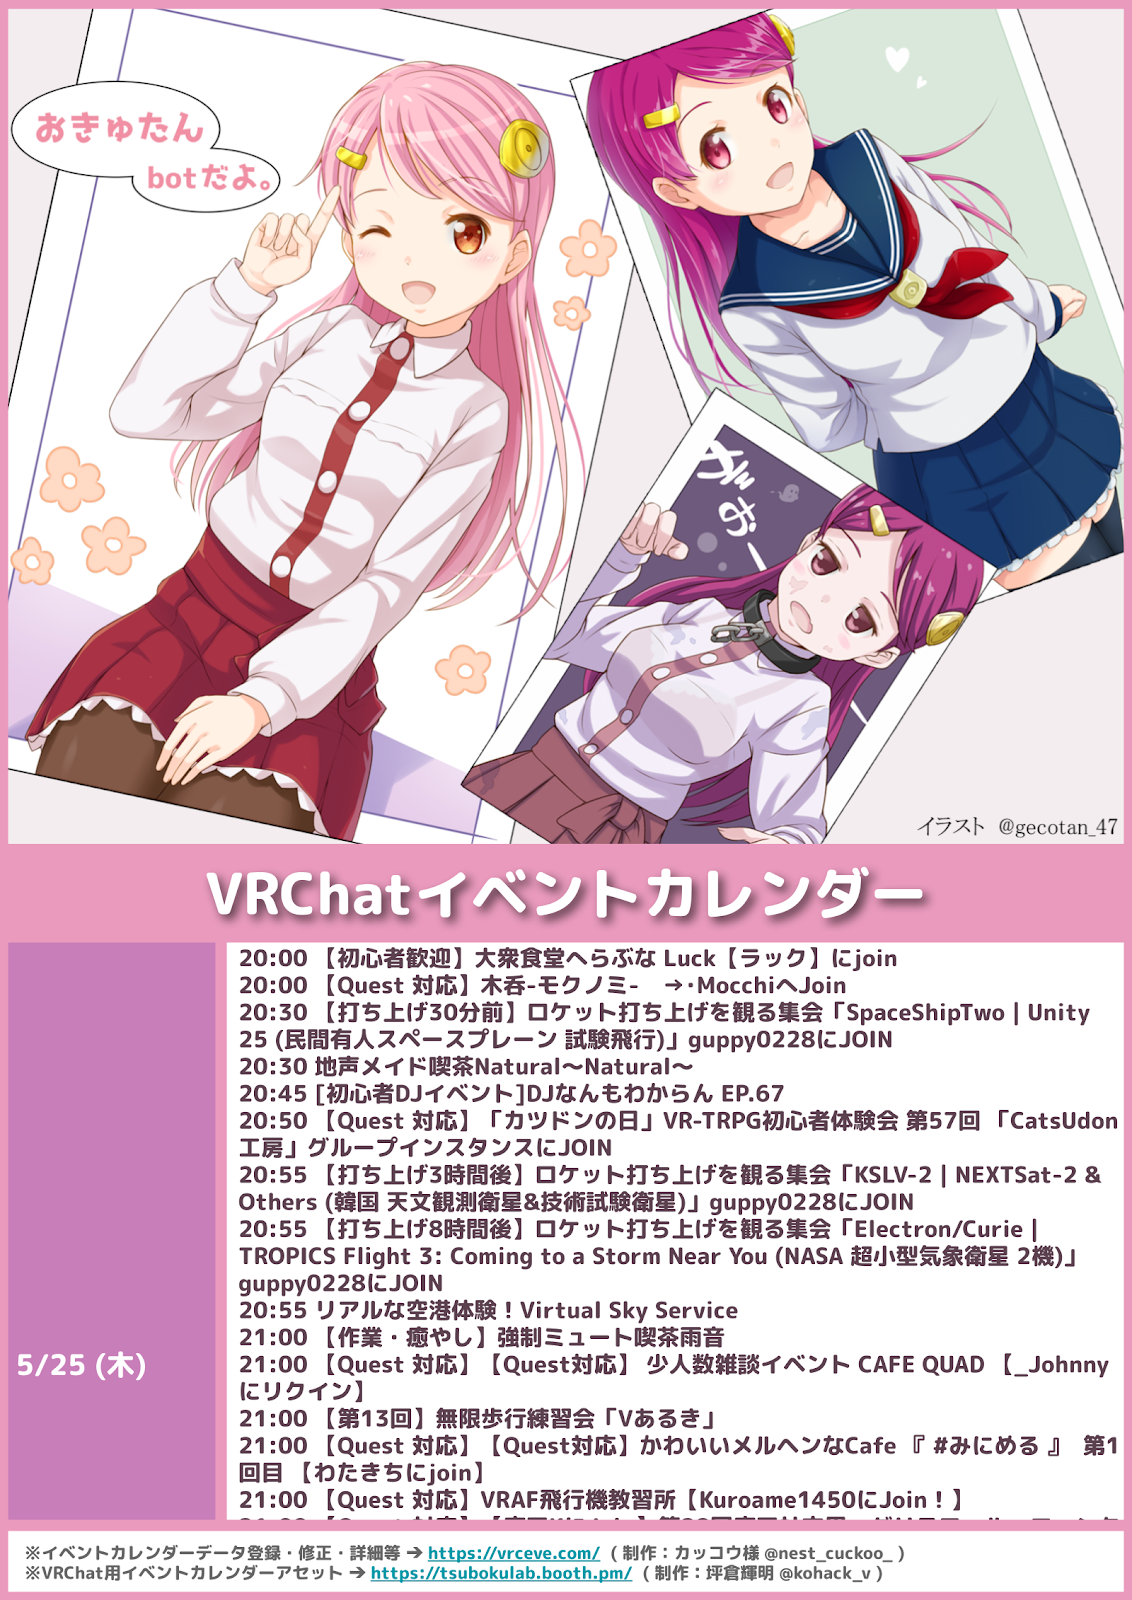 おきゅたん
botだよ。
がおー
イラスト @gecotan_47
VRChatイベントカレンダー
5/25 (木)
20:00 【初心者歓迎】大衆食堂へらぶな Luck【ラック】にjoin
20:00 【Quest 対応】木呑-モクノミ- →･MocchiへJoin
20:30 【打ち上げ30分前】ロケット打ち上げを観る集会「SpaceShipTwo | Unity
25 (民間有人スペースプレーン 試験飛行)」guppy0228にJOIN
20:30 地声メイド喫茶Natural～Natural～
20:45 [初心者DJイベント]DJなんもわからん EP.67
20:50 【Quest 対応】「カツドンの日」VR-TRPG初心者体験会 第57回 「CatsUdon
工房」グループインスタンスにJOIN
20:55 【打ち上げ3時間後】ロケット打ち上げを観る集会「KSLV-2 | NEXTSat-2 &
Others (韓国 天文観測衛星&技術試験衛星)」guppy0228にJOIN
20:55 【打ち上げ8時間後】ロケット打ち上げを観る集会「Electron/Curie |
TROPICS Flight 3: Coming to a Storm Near You (NASA 超小型気象衛星 2機)」
guppy0228にJOIN
20:55 リアルな空港体験！Virtual Sky Service
21:00 【作業・癒やし】強制ミュート喫茶雨音
21:00 【Quest 対応】【Quest対応】 少人数雑談イベント CAFE QUAD 【_Johnny
にリクイン】
21:00 【第13回】無限歩行練習会「Vあるき」
21:00 【Quest 対応】【Quest対応】かわいいメルヘンなCafe 『 #みにめる 』 第1
回目 【わたきちにjoin】
21:00 【Quest 対応】VRAF飛行機教習所【Kuroame1450にJoin！】
※イベントカレンダーデータ登録・修正・詳細等 ➔ https://vrceve.com/ ( 制作：カッコウ様 @nest_cuckoo_ )
※VRChat用イベントカレンダーアセット ➔ https://tsubokulab.booth.pm/ ( 制作：坪倉輝明 @kohack_v )